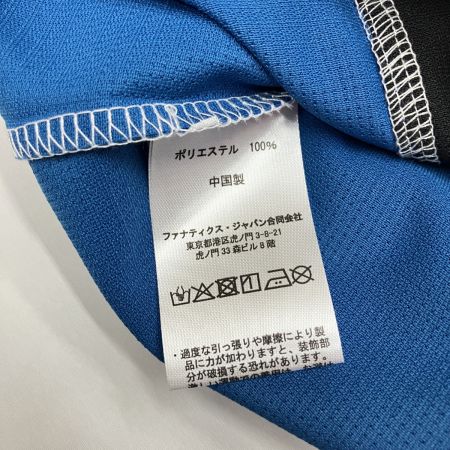 ポリエステル 100%
中国製
ファナティクス・ジャパン合同会社
東京都港区虎ノ門 3-8-21
虎ノ門 33 森ビル 8 階
・過度な引っ張りや摩擦により製
品に力が加わりますと、装飾部
分が破損する恐れがあります。